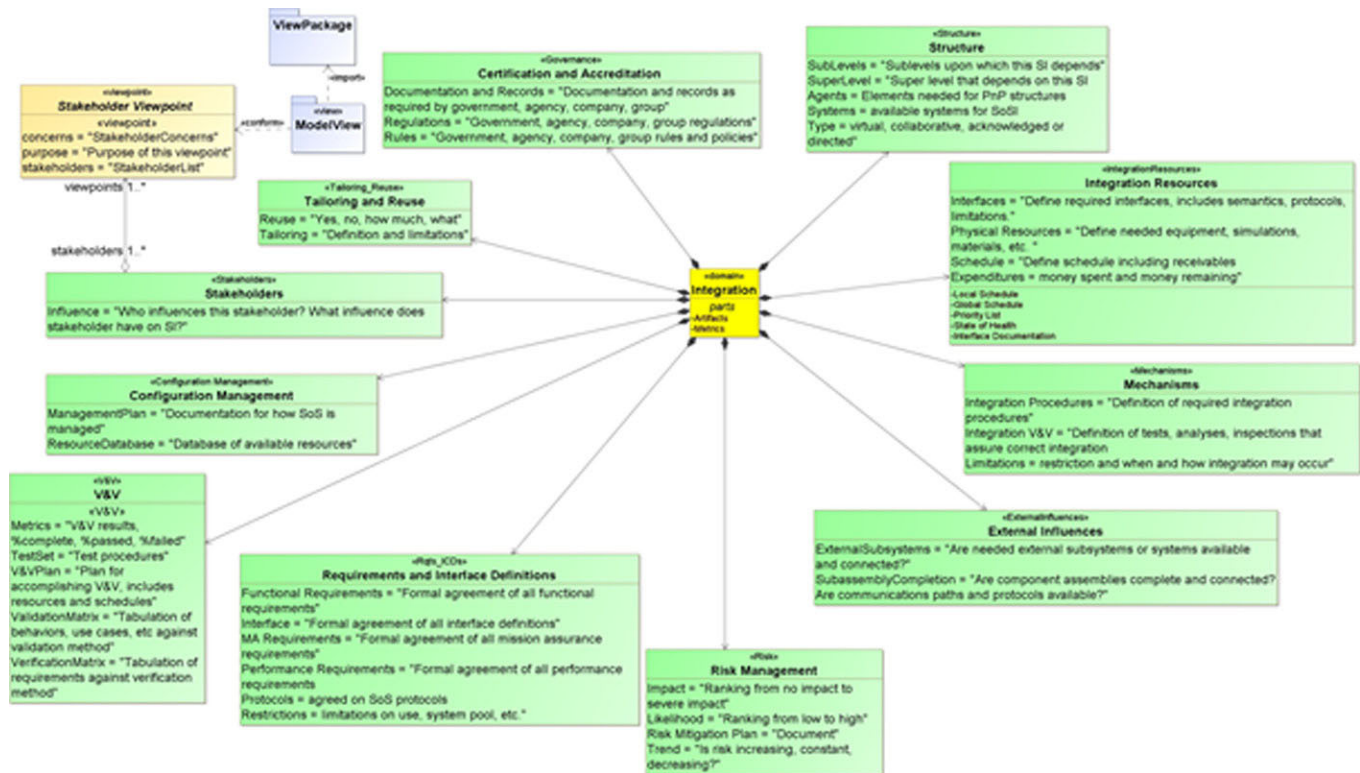 ViewPackage
«import»
«view»
ModelView
«conform»
«viewpoint»
Stakeholder Viewpoint
«viewpoint»
concerns = "StakeholderConcerns"
purpose = "Purpose of this viewpoint"
stakeholders = "StakeholderList"
viewpoints 1..*
stakeholders 1..*
«Governance»
Certification and Accreditation
Documentation and Records = "Documentation and records as
required by government, agency, company, group"
Regulations = "Government, agency, company, group regulations"
Rules = "Government, agency, company, group rules and policies"
«Structure»
Structure
SubLevels = "Sublevels upon which this SI depends"
SuperLevel = "Super level that depends on this SI
Agents = Elements needed for PnP structures
Systems = available systems for SoSI
Type = virtual, collaborative, acknowledged or
directed"
«Tailoring_Reuse»
Tailoring and Reuse
Reuse = "Yes, no, how much, what"
Tailoring = "Definition and limitations"
«IntegrationResources»
Integration Resources
Interfaces = "Define required interfaces, includes semantics, protocols,
limitations."
Physical Resources = "Define needed equipment, simulations,
materials, etc. "
Schedule = "Define schedule including receivables
Expenditures = money spent and money remaining"
-Local Schedule
-Global Schedule
-Priority List
-State of Health
-Interface Documentation
«Stakeholders»
Stakeholders
Influence = "Who influences this stakeholder? What influence does
stakeholder have on SI?"
«domain»
Integration
parts
-Artifacts
-Metrics
«Configuration Management»
Configuration Management
ManagementPlan = "Documentation for how SoS is
managed"
ResourceDatabase = "Database of available resources"
«Mechanisms»
Mechanisms
Integration Procedures = "Definition of required integration
procedures"
Integration V&V = "Definition of tests, analyses, inspections that
assure correct integration
Limitations = restriction and when and how integration may occur"
«V&V»
V&V
«V&V»
Metrics = "V&V results,
%complete, %passed, %failed"
TestSet = "Test procedures"
V&VPlan = "Plan for
accomplishing V&V, includes
resources and schedules"
ValidationMatrix = "Tabulation of
behaviors, use cases, etc against
validation method"
VerificationMatrix = "Tabulation of
requirements against verification
method"
«Rqts_ICDs»
Requirements and Interface Definitions
Functional Requirements = "Formal agreement of all functional
requirements"
Interface = "Formal agreement of all interface definitions"
MA Requirements = "Formal agreement of all mission assurance
requirements"
Performance Requirements = "Formal agreement of all performance
requirements
Protocols = agreed on SoS protocols
Restrictions = limitations on use, system pool, etc."
«ExternalInfluences»
External Influences
ExternalSubsystems = "Are needed external subsystems or systems available
and connected?"
SubassemblyCompletion = "Are component assemblies complete and connected?
Are communications paths and protocols available?"
«Risk»
Risk Management
Impact = "Ranking from no impact to
severe impact"
Likelihood = "Ranking from low to high"
Risk Mitigation Plan = "Document"
Trend = "Is risk increasing, constant,
decreasing?"